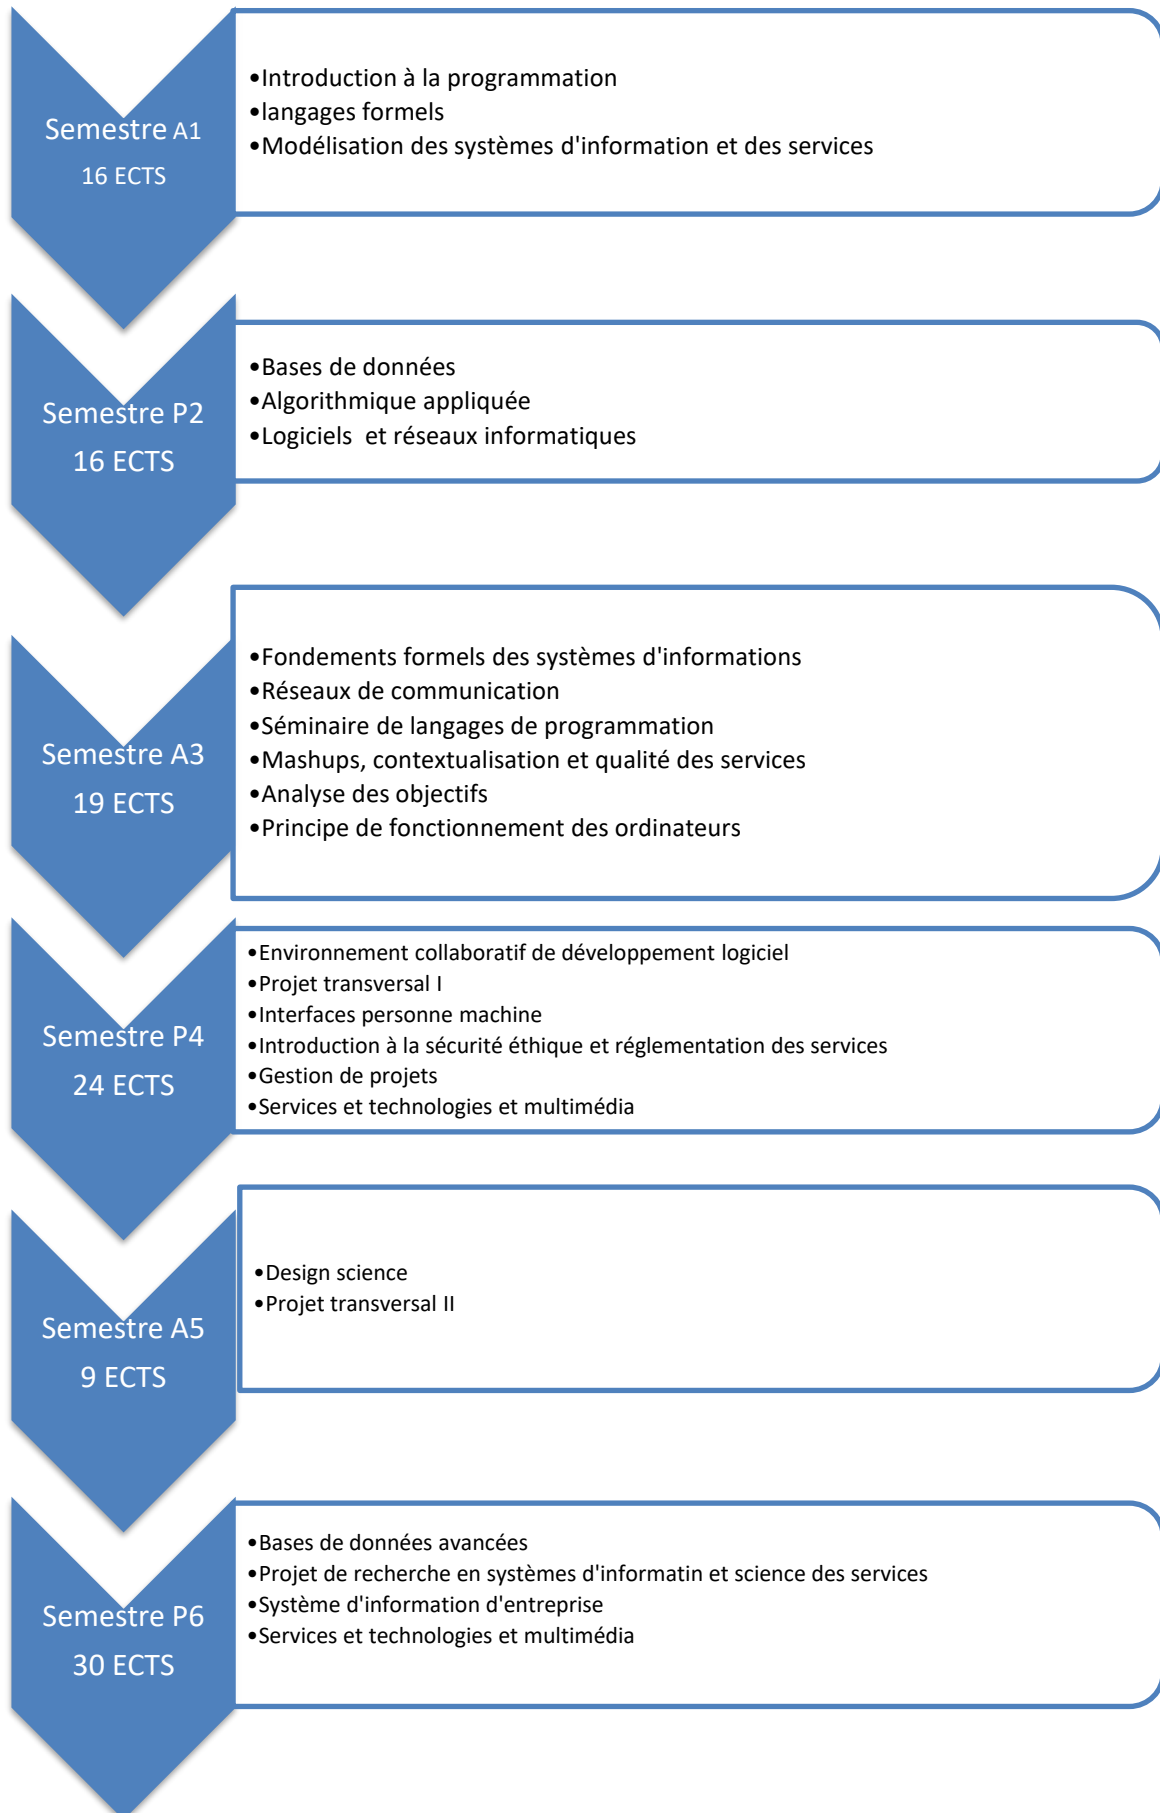 Semestre A1
16 ECTS
•Introduction à la programmation
•langages formels
•Modélisation des systèmes d'information et des services
Semestre P2
16 ECTS
•Bases de données
•Algorithmique appliquée
•Logiciels  et réseaux informatiques
Semestre A3
19 ECTS
•Fondements formels des systèmes d'informations
•Réseaux de communication
•Séminaire de langages de programmation
•Mashups, contextualisation et qualité des services
•Analyse des objectifs
•Principe de fonctionnement des ordinateurs
Semestre P4
24 ECTS
•Environnement collaboratif de développement logiciel
•Projet transversal I
•Interfaces personne machine
•Introduction à la sécurité éthique et réglementation des services
•Gestion de projets
•Services et technologies et multimédia
Semestre A5
9 ECTS
•Design science
•Projet transversal II
Semestre P6
30 ECTS
•Bases de données avancées
•Projet de recherche en systèmes d'informatin et science des services
•Système d'information d'entreprise
•Services et technologies et multimédia